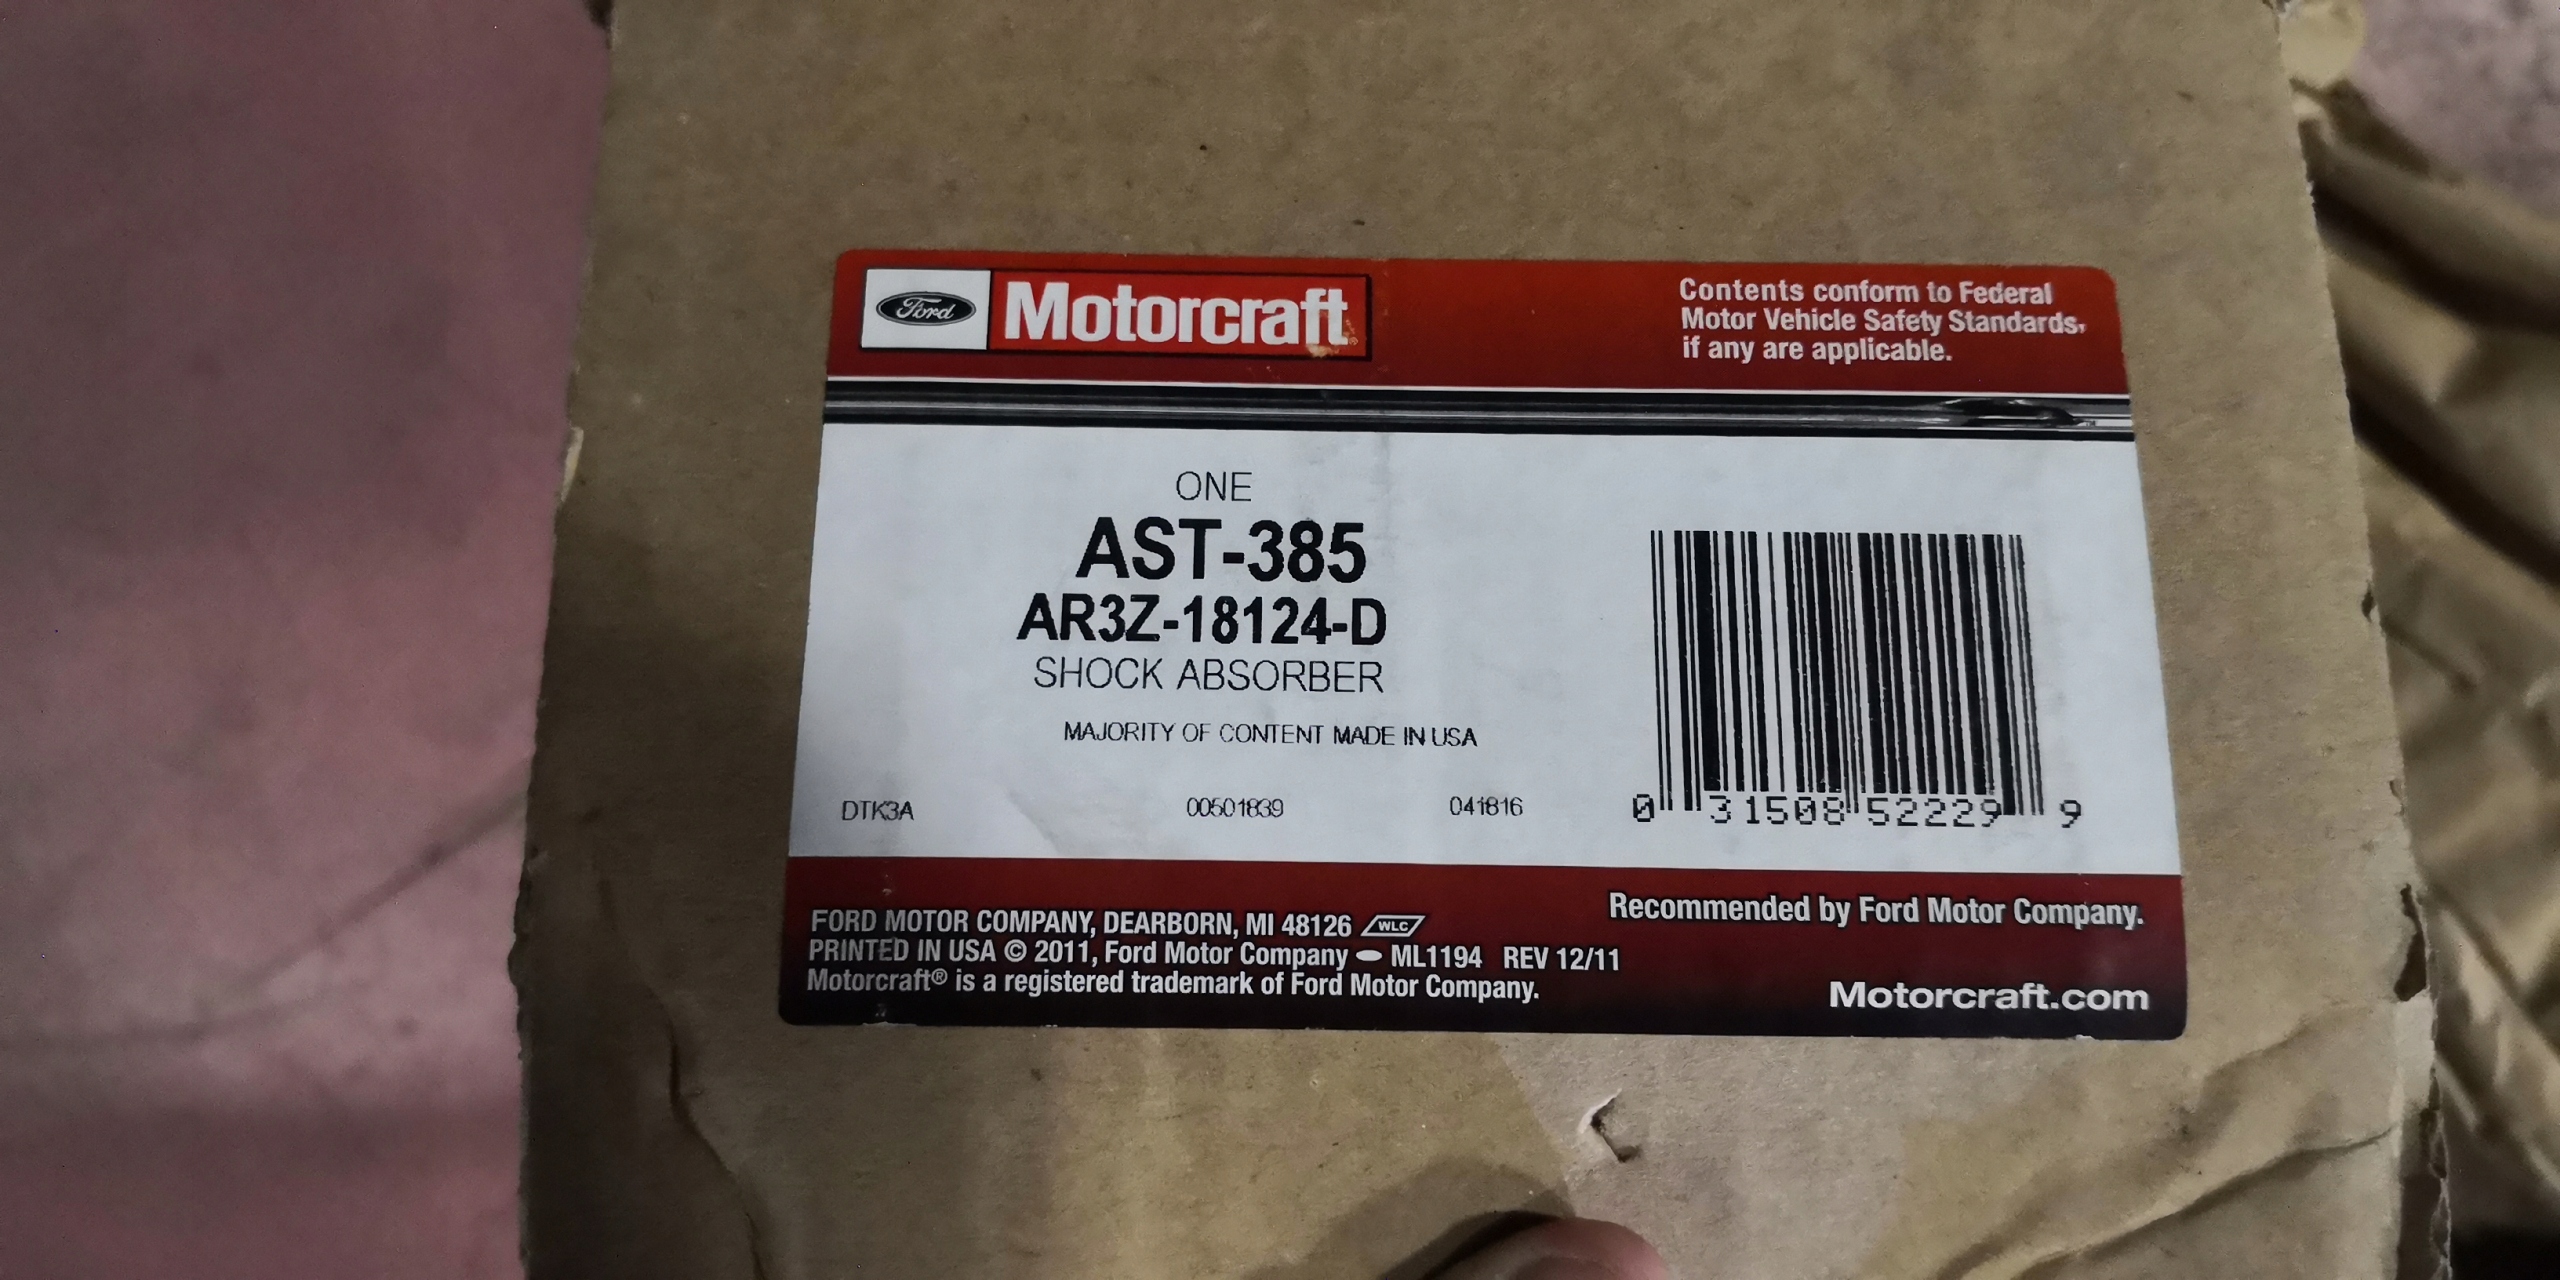 Ford Motorcraft
Contents conform to Federal
Motor Vehicle Safety Standards,
if any are applicable.
ONE
AST-385
AR3Z-18124-D
SHOCK ABSORBER
MAJORITY OF CONTENT MADE IN USA
DTK3A 00501839 041816
0 31508 52229 9
FORD MOTOR COMPANY, DEARBORN, MI 48126 WLC
PRINTED IN USA © 2011, Ford Motor Company ML1194 REV 12/11
Motorcraft® is a registered trademark of Ford Motor Company.
Recommended by Ford Motor Company.
Motorcraft.com